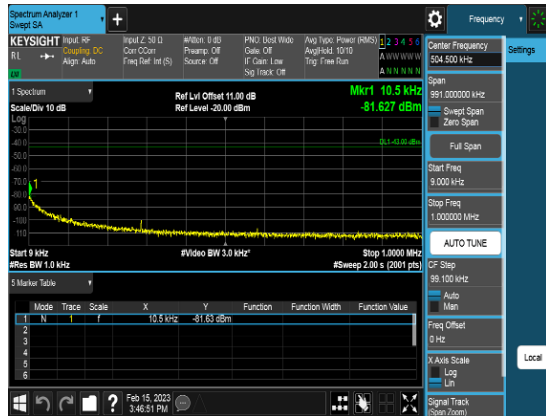 Spectrum Analyzer 1
Swept SA
+
Frequency
KEYSIGHT
Input: RF
Input Z: 50 Ω
#Atten: 0 dB
PNO: Best Wide
Avg Type: Power (RMS)
1 2 3 4 5 6
RL
Coupling: DC
Corr CCorr
Preamp: Off
Gate: Off
Avg|Hold: 10/10
A W W W W W
Align: Auto
Freq Ref: Int (S)
Source: Off
IF Gain: Low
Trig: Free Run
Sig Track: Off
A N N N N N
Center Frequency
504.500 kHz
Settings
Span
991.000000 kHz
Swept Span
Zero Span
Full Span
Start Freq
9.000 kHz
Stop Freq
1.000000 MHz
AUTO TUNE
CF Step
99.100 kHz
Auto
Man
Freq Offset
0 Hz
X Axis Scale
Log
Lin
Local
Signal Track
(Span Zoom)
1 Spectrum
Ref Lvl Offset 11.00 dB
Mkr1 10.5 kHz
Scale/Div 10 dB
Ref Level -20.00 dBm
-81.627 dBm
Log
-30.0
-40.0
DL1 -43.00 dBm
-50.0
-60.0
-70.0
1
-80.0
-90.0
-100
-110
Start 9 kHz
#Video BW 3.0 kHz*
Stop 1.0000 MHz
#Res BW 1.0 kHz
#Sweep 2.00 s (2001 pts)
5 Marker Table
Mode Trace Scale X Y Function Function Width Function Value
1 N 1 f 10.5 kHz -81.63 dBm
2
3
4
5
6
?
Feb 15, 2023
3:46:51 PM